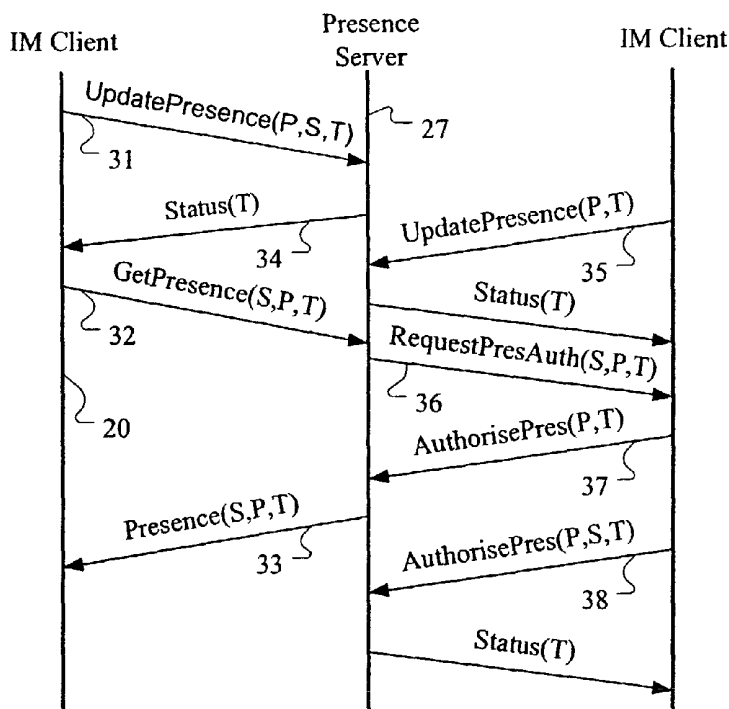 IM Client
Presence
Server
IM Client
UpdatePresence(P,S,T)
31
27
Status(T)
34
UpdatePresence(P,T)
35
GetPresence(S,P,T)
32
Status(T)
RequestPresAuth(S,P,T)
36
20
AuthorisePres(P,T)
37
Presence(S,P,T)
33
AuthorisePres(P,S,T)
38
Status(T)